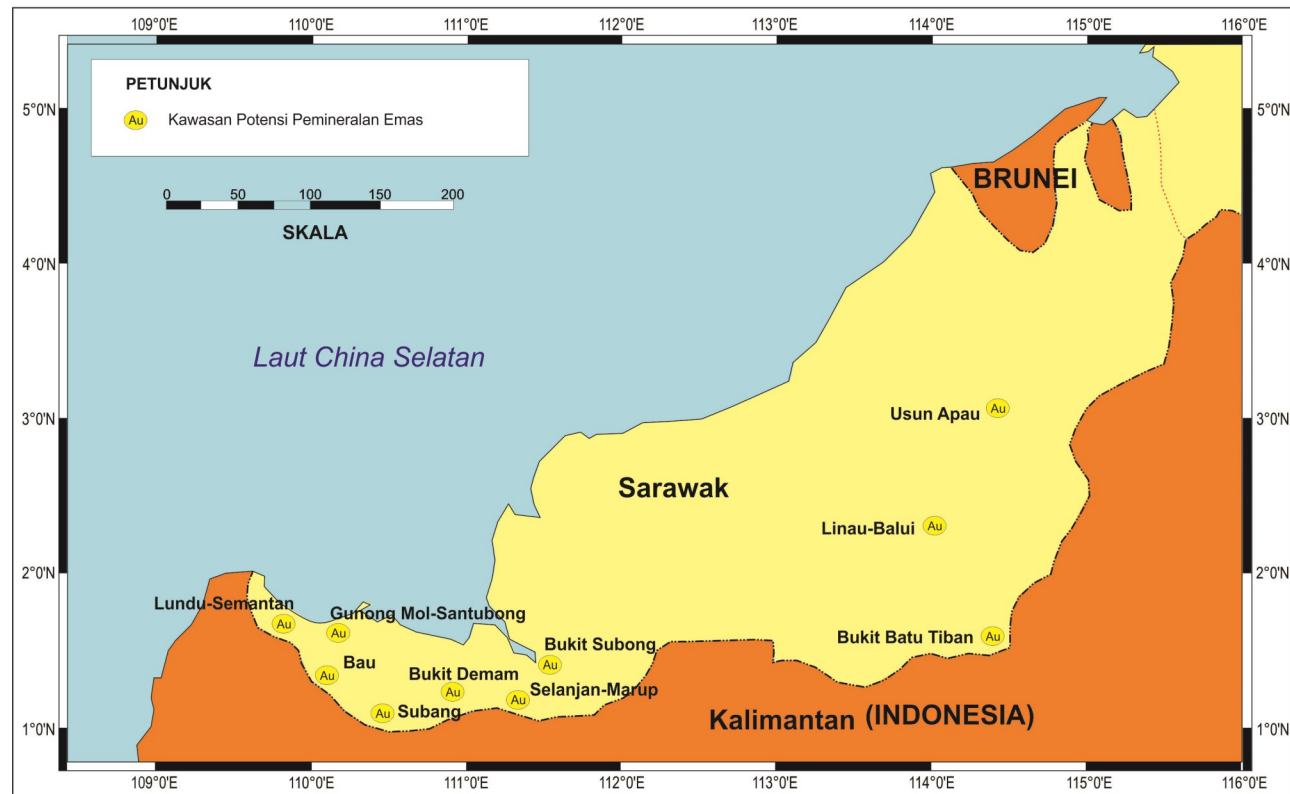 109°0'E 110°0'E 111°0'E 112°0'E 113°0'E 114°0'E 115°0'E 116°0'E
PETUNJUK
Au Kawasan Potensi Pemineralan Emas
5°0'N 5°0'N
0 50 100 150 200
SKALA
BRUNEI
4°0'N 4°0'N
Laut China Selatan
3°0'N 3°0'N
Usun Apau Au
Sarawak
Linau-Balui Au
2°0'N 2°0'N
Lundu-Semantan Au
Gunong Mol-Santubong Au
Bukit Subong Au
Bukit Batu Tiban Au
Bau Au
Bukit Demam Au
Selanjan-Marup Au
Subang Au
Kalimantan (INDONESIA)
1°0'N 1°0'N
109°0'E 110°0'E 111°0'E 112°0'E 113°0'E 114°0'E 115°0'E 116°0'E